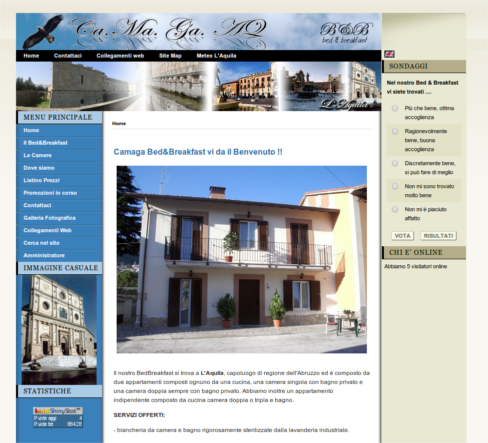 Ca.Ma.Ga. AQ
B&B
bed & breakfast
Home Contattaci Collegamenti web Site Map Meteo L'Aquila
L'Aquila
MENU PRINCIPALE
Home
Il Bed&Breakfast
Le Camere
Dove siamo
Listino Prezzi
Promozioni in corso
Contattaci
Galleria Fotografica
Collegamenti Web
Cerca nel sito
Amministratore
IMMAGINE CASUALE
STATISTICHE
ShinyStat
P.viste oggi 4
P.viste tot
Home
Camaga Bed&Breakfast vi da il Benvenuto !!
Il nostro BedBreakfast si trova a L'Aquila, capoluogo di regione dell'Abruzzo ed è composto da
due appartamenti composti ognuno da una cucina, una camera singola con bagno privato e
una camera doppia sempre con bagno privato. Abbiamo inoltre un appartamento
indipendente composto da cucina camera doppia o tripla e bagno.
SERVIZI OFFERTI:
- biancheria da camera e bagno rigorosamente sterilizzate dalla lavanderia industriale.
SONDAGGI
Nel nostro Bed & Breakfast
vi siete trovati ....
Più che bene, ottima
accoglienza
Ragionevolmente
bene, buona
accoglienza
Discretamente bene,
si può fare di meglio
Non mi sono trovato
molto bene
Non mi è piaciuto
affatto
VOTA RISULTATI
CHI E' ONLINE
Abbiamo 5 visitatori online